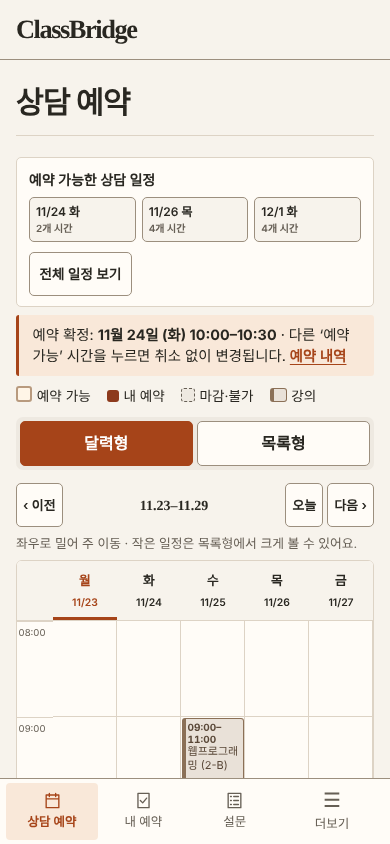 ClassBridge
상담 예약
예약 가능한 상담 일정
11/24 화
2개 시간
11/26 목
4개 시간
12/1 화
4개 시간
전체 일정 보기
예약 확정: 11월 24일 (화) 10:00–10:30 · 다른 ‘예약
가능’ 시간을 누르면 취소 없이 변경됩니다. 예약 내역
예약 가능 내 예약 마감·불가 강의
달력형 목록형
‹ 이전 11.23–11.29 오늘 다음 ›
좌우로 밀어 주 이동 · 작은 일정은 목록형에서 크게 볼 수 있어요.
월 화 수 목 금
11/23 11/24 11/25 11/26 11/27
08:00
09:00
09:00–
11:00
웹프로그래
밍 (2-B)
상담 예약 내 예약 설문 더보기